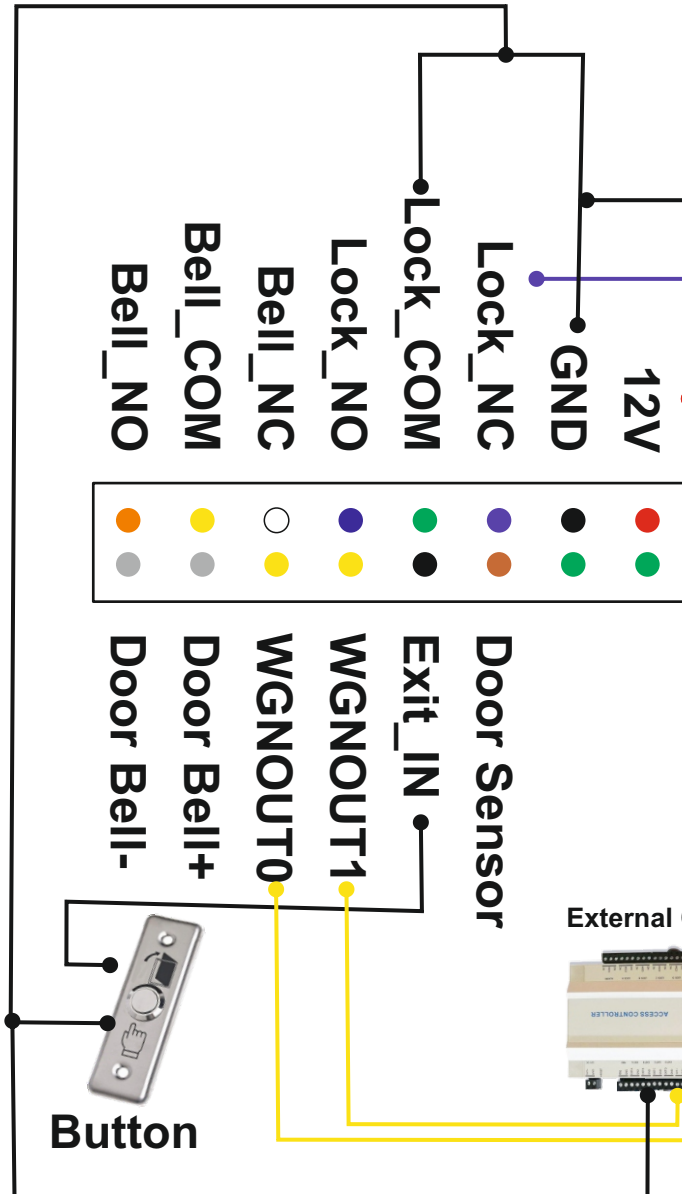 Bell_NO
Bell_COM
Bell_NC
Lock_NO
Lock_COM
Lock_NC
GND
12V
Door Bell-
Door Bell+
WGNOUT0
WGNOUT1
Exit_IN
Door Sensor
External
ACCESS CONTROLLER
Button